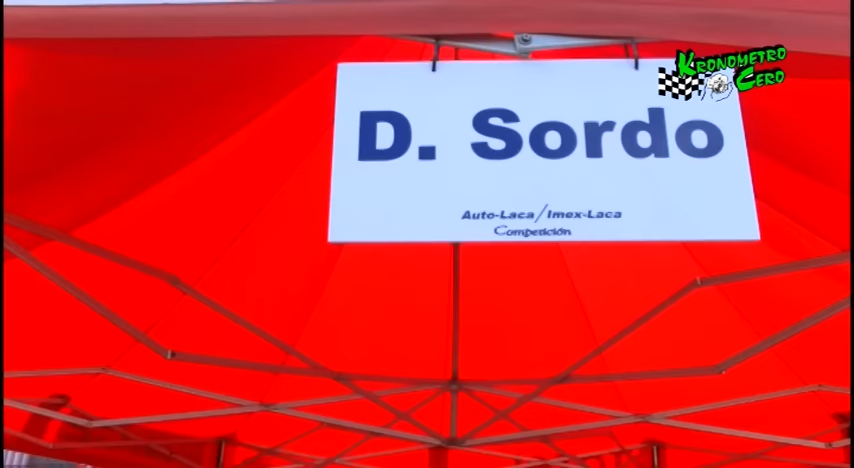 KRONOMETRO
CERO
D. Sordo
Auto-Laca/Imex-Laca
Competición